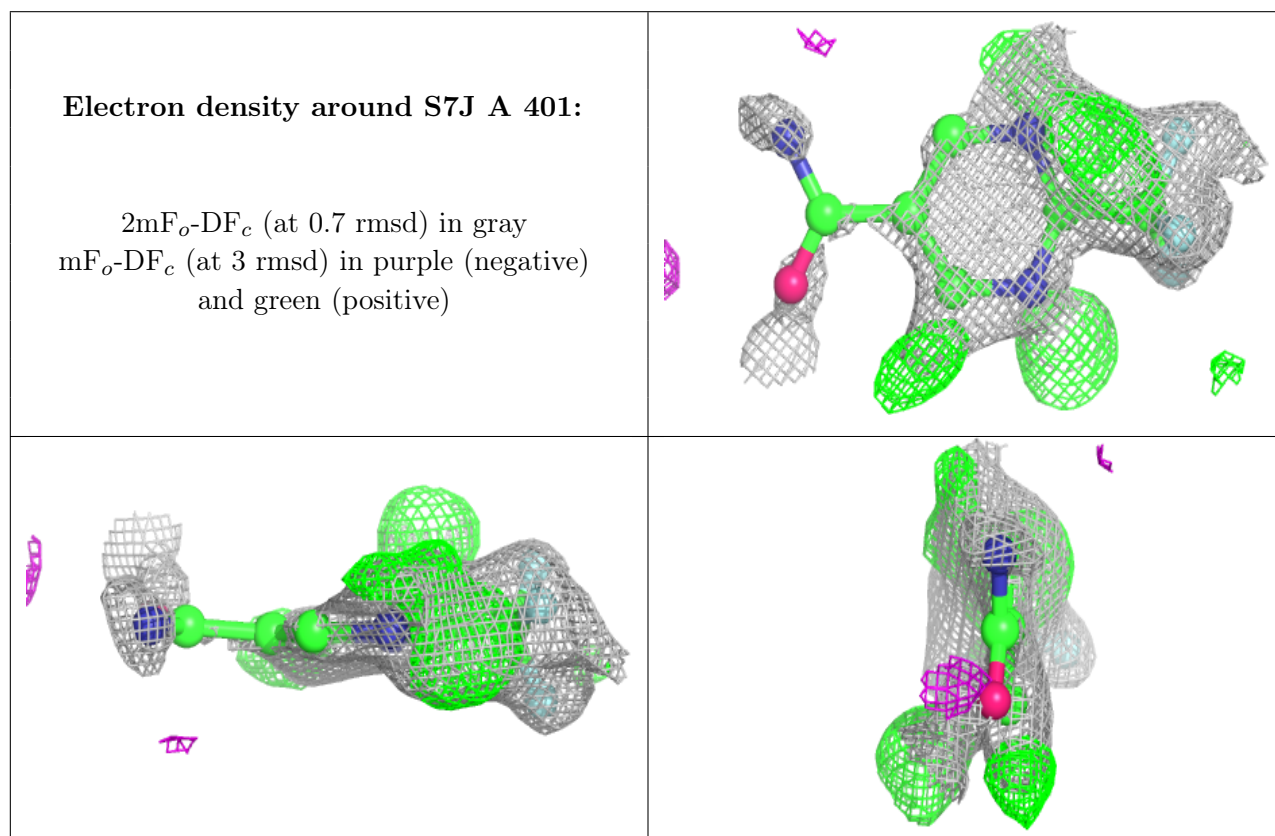 Electron density around S7J A 401:
2mFo-DFc (at 0.7 rmsd) in gray
mFo-DFc (at 3 rmsd) in purple (negative)
and green (positive)